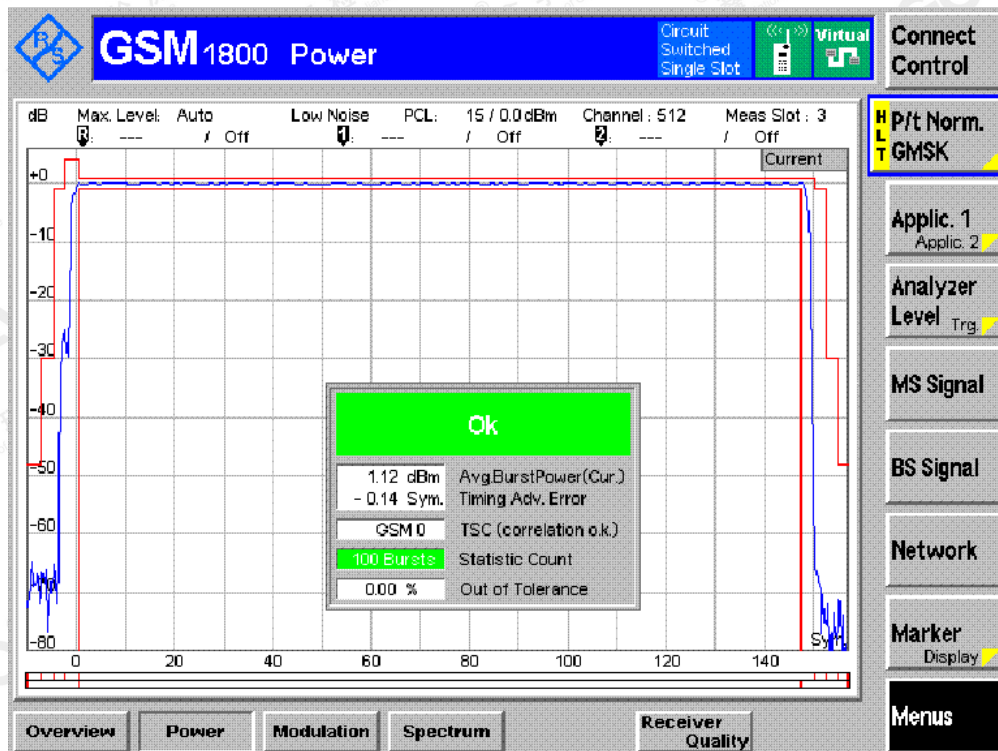 R/S
GSM 1800 Power
Circuit Switched Single Slot
Virtual
Connect Control
dB Max. Level: Auto Low Noise PCL: 15 / 0.0 dBm Channel : 512 Meas Slot : 3
R: --- / Off 1: --- / Off 2: --- / Off
Current
HLT
P/t Norm. GMSK
Applic. 1
Applic. 2
Analyzer Level Trg.
MS Signal
BS Signal
Network
Marker
Display
Menus
+0
-10
-20
-30
-40
-50
-60
-80
Ok
1.12 dBm Avg.BurstPower(Cur.)
- 0.14 Sym. Timing Adv. Error
GSM 0 TSC (correlation o.k.)
100 Bursts Statistic Count
0.00 % Out of Tolerance
0 20 40 60 80 100 120 140
Overview Power Modulation Spectrum Receiver Quality